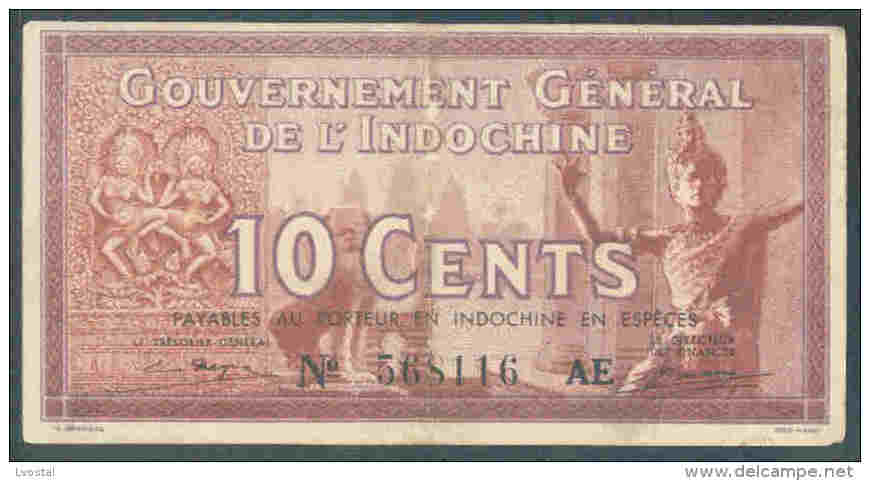 GOUVERNEMENT GÉNÉRAL
DE L'INDOCHINE
10 CENTS
PAYABLES AU PORTEUR EN INDOCHINE EN ESPÈCES
LE TRÉSORIER GÉNÉRAL
LE DIRECTEUR
DES FINANCES
No 568116 AE
Lvostal
delcampe.net